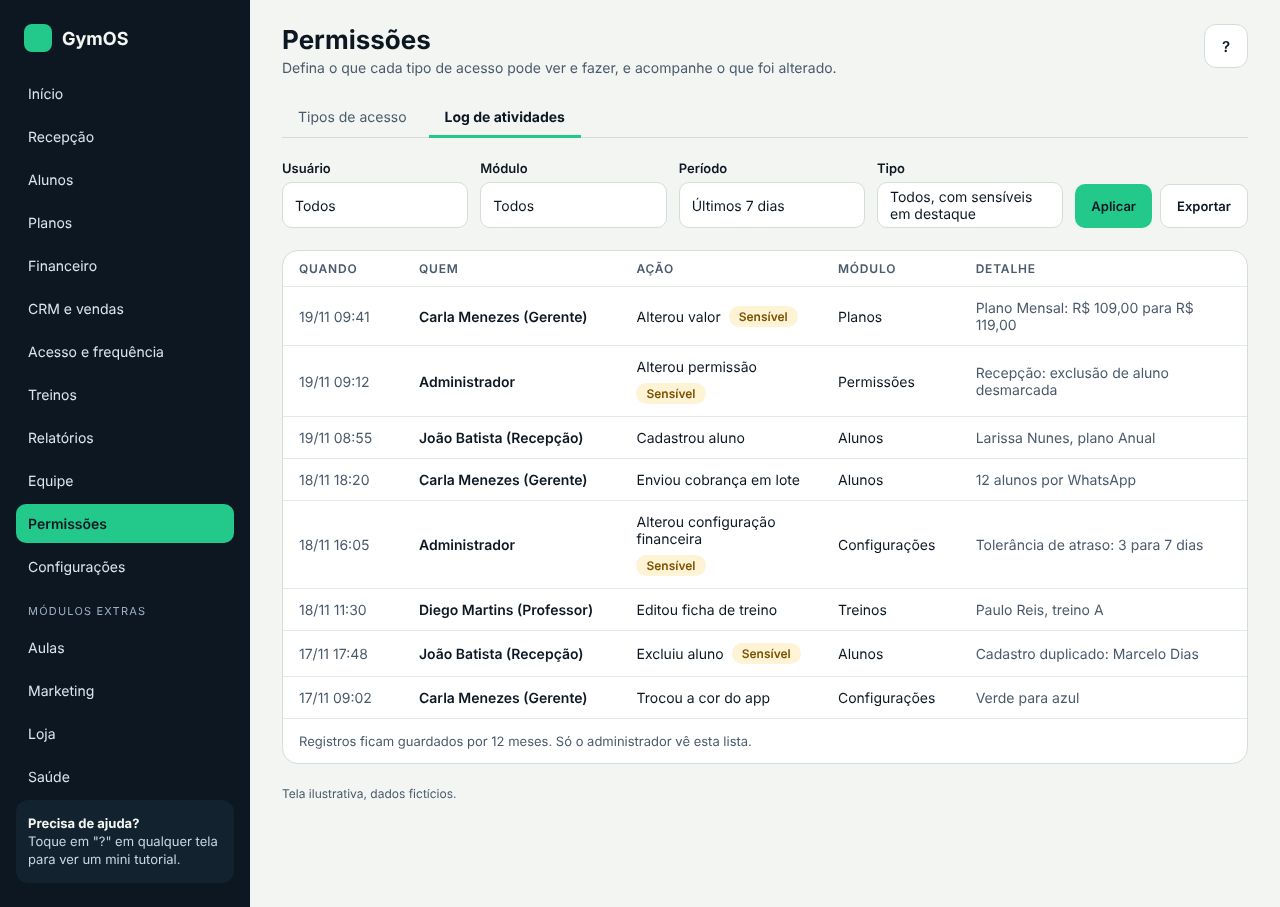 GymOS
Início
Recepção
Alunos
Planos
Financeiro
CRM e vendas
Acesso e frequência
Treinos
Relatórios
Equipe
Permissões
Configurações
MÓDULOS EXTRAS
Aulas
Marketing
Loja
Saúde
Precisa de ajuda?
Toque em "?" em qualquer tela
para ver um mini tutorial.
Permissões
Defina o que cada tipo de acesso pode ver e fazer, e acompanhe o que foi alterado.
?
Tipos de acesso Log de atividades
Usuário Módulo Período Tipo
Todos Todos Últimos 7 dias Todos, com sensíveis
em destaque
Aplicar Exportar
QUANDO QUEM AÇÃO MÓDULO DETALHE
19/11 09:41 Carla Menezes (Gerente) Alterou valor Sensível Planos Plano Mensal: R$ 109,00 para R$
119,00
19/11 09:12 Administrador Alterou permissão
Sensível
Permissões Recepção: exclusão de aluno
desmarcada
19/11 08:55 João Batista (Recepção) Cadastrou aluno Alunos Larissa Nunes, plano Anual
18/11 18:20 Carla Menezes (Gerente) Enviou cobrança em lote Alunos 12 alunos por WhatsApp
18/11 16:05 Administrador Alterou configuração
financeira
Sensível
Configurações Tolerância de atraso: 3 para 7 dias
18/11 11:30 Diego Martins (Professor) Editou ficha de treino Treinos Paulo Reis, treino A
17/11 17:48 João Batista (Recepção) Excluiu aluno Sensível Alunos Cadastro duplicado: Marcelo Dias
17/11 09:02 Carla Menezes (Gerente) Trocou a cor do app Configurações Verde para azul
Registros ficam guardados por 12 meses. Só o administrador vê esta lista.
Tela ilustrativa, dados fictícios.